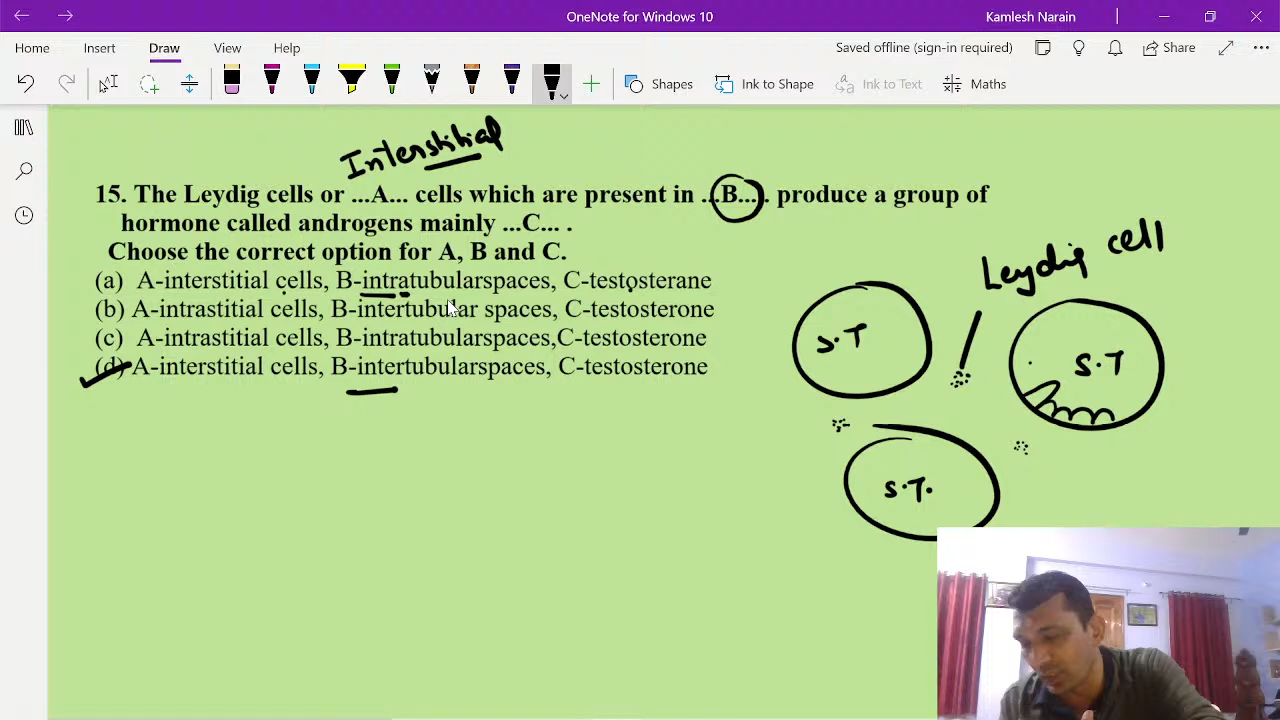 OneNote for Windows 10
Kamlesh Narain
Home Insert Draw View Help
Saved offline (sign-in required)
Share
Shapes
Ink to Shape
Ink to Text
Maths
Interstitial
15. The Leydig cells or ...A... cells which are present in ...B.... produce a group of
hormone called androgens mainly ...C... .
Choose the correct option for A, B and C.
(a) A-interstitial cells, B-intratubularspaces, C-testosterane
(b) A-intrastitial cells, B-intertubular spaces, C-testosterone
(c) A-intrastitial cells, B-intratubularspaces,C-testosterone
(d) A-interstitial cells, B-intertubularspaces, C-testosterone
Leydig cell
S.T
S.T
S.T.